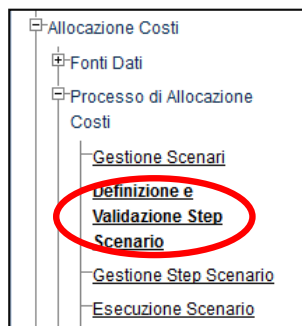 Allocazione Costi
Fonti Dati
Processo di Allocazione
Costi
Gestione Scenari
Definizione e
Validazione Step
Scenario
Gestione Step Scenario
Esecuzione Scenario